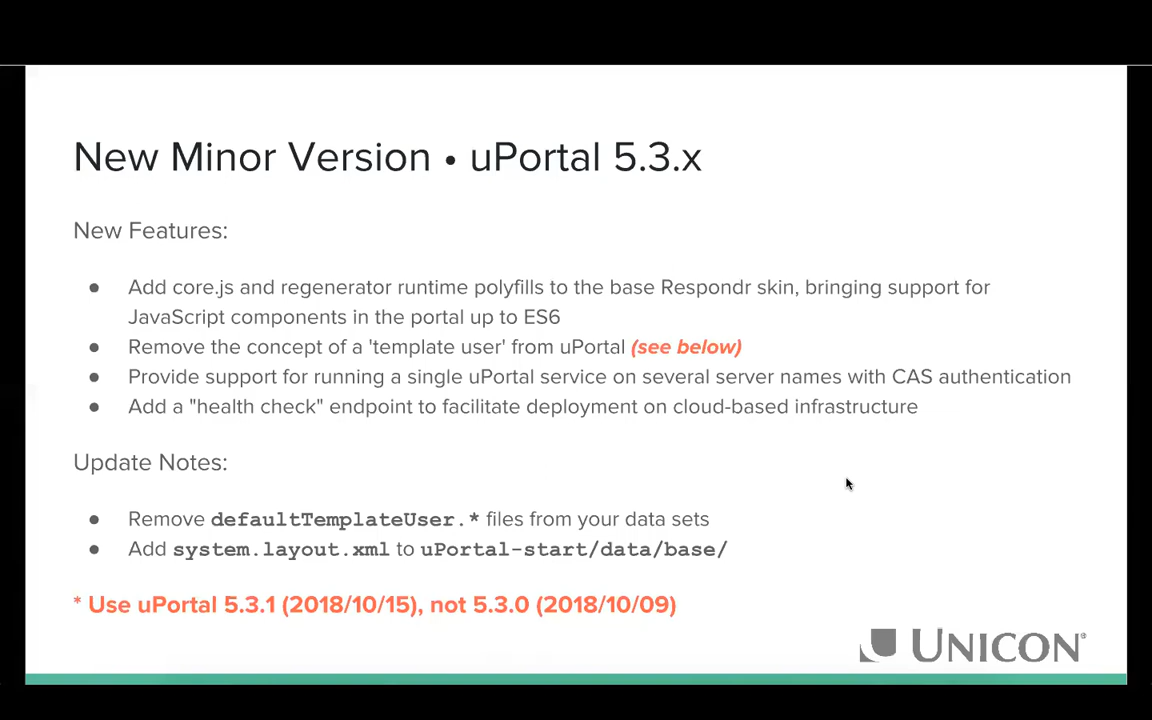 New Minor Version • uPortal 5.3.x
New Features:
● Add core.js and regenerator runtime polyfills to the base Respondr skin, bringing support for
JavaScript components in the portal up to ES6
● Remove the concept of a 'template user' from uPortal (see below)
● Provide support for running a single uPortal service on several server names with CAS authentication
● Add a "health check" endpoint to facilitate deployment on cloud-based infrastructure
Update Notes:
● Remove defaultTemplateUser.* files from your data sets
● Add system.layout.xml to uPortal-start/data/base/
* Use uPortal 5.3.1 (2018/10/15), not 5.3.0 (2018/10/09)
UNICON®